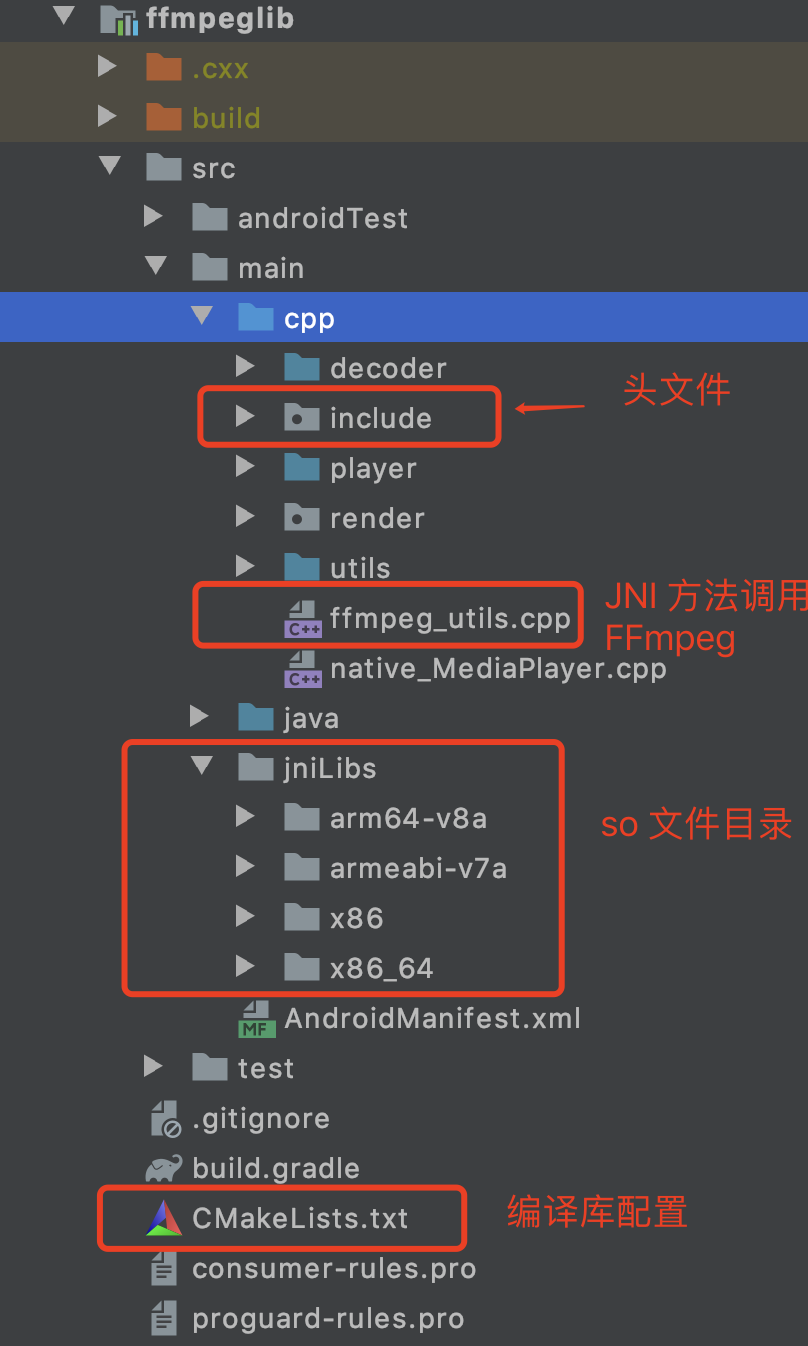 ffmpeglib
.cxx
build
src
androidTest
main
cpp
decoder
头文件
include
player
render
utils
JNI 方法调用
FFmpeg
C++ ffmpeg_utils.cpp
C++ native_MediaPlayer.cpp
java
jniLibs
arm64-v8a
so 文件目录
armeabi-v7a
x86
x86_64
MF AndroidManifest.xml
test
.gitignore
build.gradle
CMakeLists.txt
编译库配置
consumer-rules.pro
proguard-rules.pro